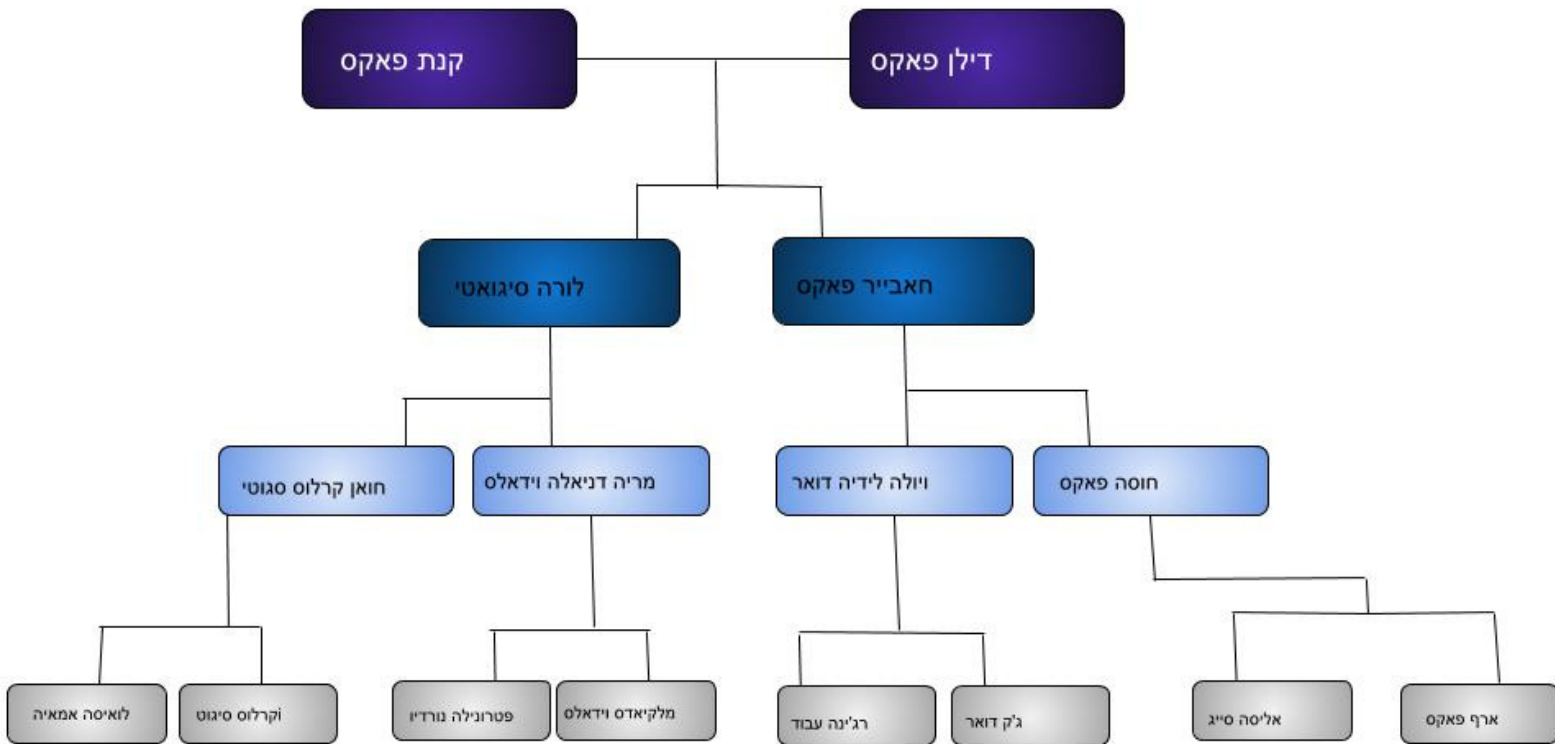 דילן פאקס
קנת פאקס
חאבייר פאקס
לורה סיגואטי
חוסה פאקס
ויולה לידיה דואר
מריה דניאלה וידאלס
חואן קרלוס סגוטי
ארף פאקס
אליסה סייג
ג'ק דואר
רג'ינה עבוד
מלקיאדס וידאלס
פטרונילה נורדיו
iקרלוס סיגוט
לואיסה אמאיה